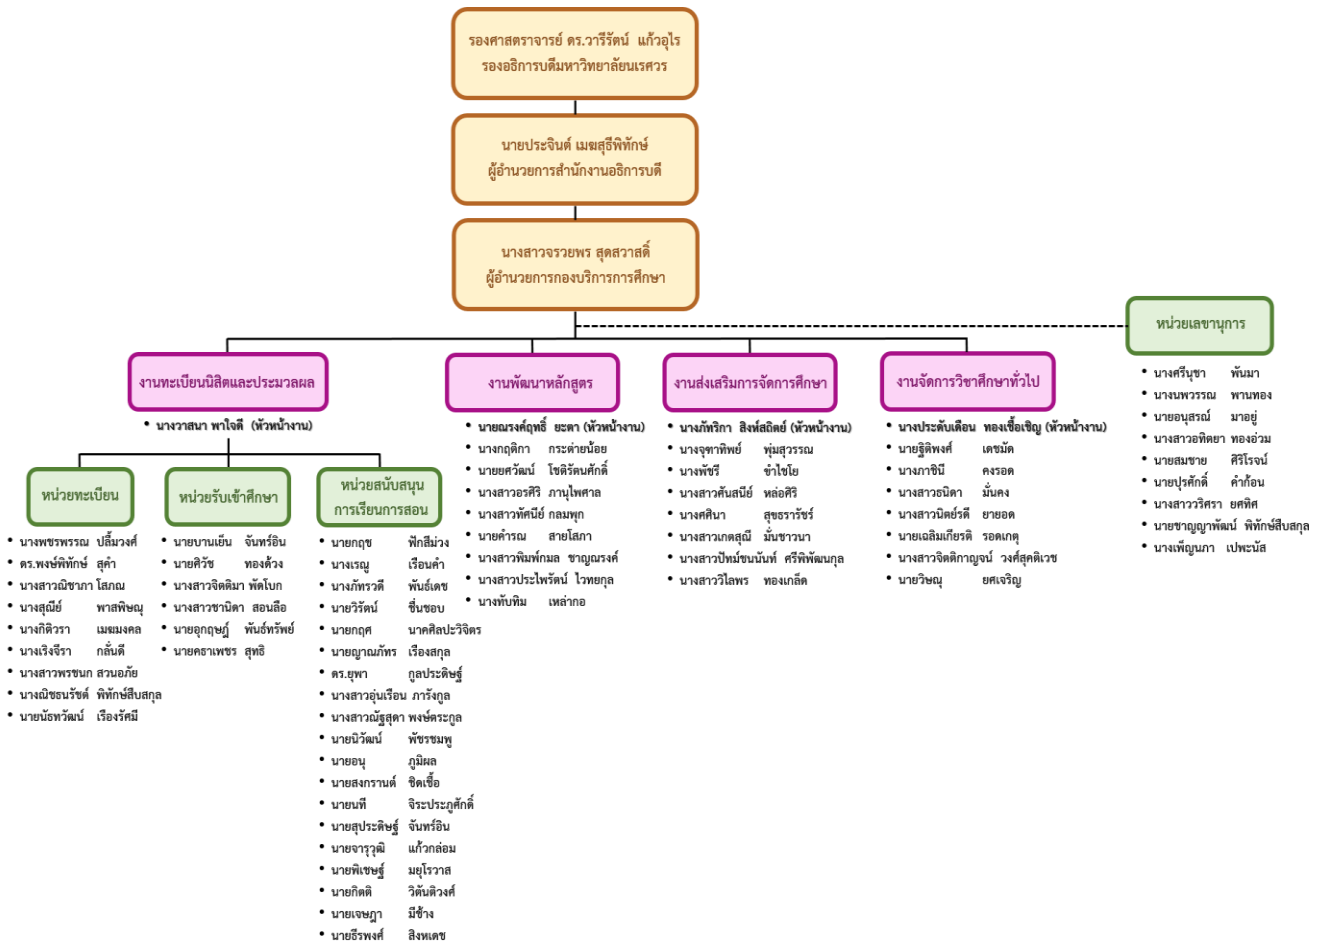 รองศาสตราจารย์ ดร.วารีรัตน์ แก้วอุไร
รองอธิการบดีมหาวิทยาลัยนเรศวร
นายประจินต์ เมฆสุธีพิทักษ์
ผู้อำนวยการสำนักงานอธิการบดี
นางสาวจรวยพร สุดสวาสดิ์
ผู้อำนวยการกองบริการการศึกษา
หน่วยเลขานุการ
• นางศรีนุชา พันมา
• นางนพวรรณ พานทอง
• นายอนุสรณ์ มาอยู่
• นางสาวอทิตยา ทองอ่วม
• นายสมชาย ศิริโรจน์
• นายปุรศักดิ์ คำก้อน
• นางสาววริศรา ยศทิศ
• นายชาญญาพัฒน์ พิทักษ์สืบสกุล
• นางเพ็ญนภา เปพะนัส
งานทะเบียนนิสิตและประมวลผล
• นางวาสนา พาใจดี (หัวหน้างาน)
หน่วยทะเบียน
• นางพชรพรรณ ปลื้มวงศ์
• ดร.พงษ์พิทักษ์ สุคำ
• นางสาวณิชาภา โสภณ
• นางสุณีย์ พาสพิษณุ
• นางกิติวรา เมฆมงคล
• นางเริงจีรา กลั่นดี
• นางสาวพรชนก สวนอภัย
• นางณิชธนรัชต์ พิทักษ์สืบสกุล
• นายนัธทวัฒน์ เรืองรัศมี
หน่วยรับเข้าศึกษา
• นายบานเย็น จันทร์อิน
• นายศิวัช ทองด้วง
• นางสาวจิตติมา พัดโบก
• นางสาวชานิดา สอนลือ
• นายอุกฤษฎ์ พันธ์ทรัพย์
• นายคธาเพชร สุทธิ
หน่วยสนับสนุน
การเรียนการสอน
• นายกฤช ฟักสีม่วง
• นางเรณู เรือนคำ
• นางภัทรวดี พันธ์เดช
• นายวิรัตน์ ชื่นชอบ
• นายกฤศ นาคศิลปะวิจิตร
• นายญาณภัทร เรืองสกุล
• ดร.ยุพา กูลประดิษฐ์
• นางสาวอุ่นเรือน ภารังกูล
• นางสาวณัฐสุดา พงษ์ตระกูล
• นายนิวัฒน์ พัชรชมพู
• นายอนุ ภูมิผล
• นายสงกรานต์ ชิดเชื้อ
• นายนที จิระประภูศักดิ์
• นายสุประดิษฐ์ จันทร์อิน
• นายจารุวุฒิ แก้วกล่อม
• นายพิเชษฐ์ มยุโรวาส
• นายกิตติ วิตันติวงศ์
• นายเจษฎา มีช้าง
• นายธีรพงศ์ สิงหเดช
งานพัฒนาหลักสูตร
• นายณรงค์ฤทธิ์ ยะตา (หัวหน้างาน)
• นางกฤติกา กระต่ายน้อย
• นายยศวัฒน์ โชติรัตนศักดิ์
• นางสาวอรศิริ ภานุไพศาล
• นางสาวทัศนีย์ กลมพุก
• นายคำรณ สายโสภา
• นางสาวพิมพ์กมล ชาญณรงค์
• นางสาวประไพรัตน์ ไวทยกุล
• นางทับทิม เหล่ากอ
งานส่งเสริมการจัดการศึกษา
• นางภัทริกา สิงห์สถิตย์ (หัวหน้างาน)
• นางจุฑาทิพย์ พุ่มสุวรรณ
• นางพัชรี ขำไชโย
• นางสาวศันสนีย์ หล่อศิริ
• นางศศินา สุขธรารัชร์
• นางสาวเกตสุณี มั่นชาวนา
• นางสาวปัทม์ชนนันท์ ศรีพิพัฒนกุล
• นางสาววิไลพร ทองเกล็ด
งานจัดการวิชาศึกษาทั่วไป
• นางประดับเดือน ทองเชื้อเชิญ (หัวหน้างาน)
• นายฐิติพงศ์ เดชมัด
• นางภาชินี คงรอด
• นางสาวธนิดา มั่นคง
• นางสาวนิตย์รดี ยายอด
• นายเฉลิมเกียรติ รอดเกตุ
• นางสาวจิตติกาญจน์ วงศ์สุคติเวช
• นายวิษณุ ยศเจริญ